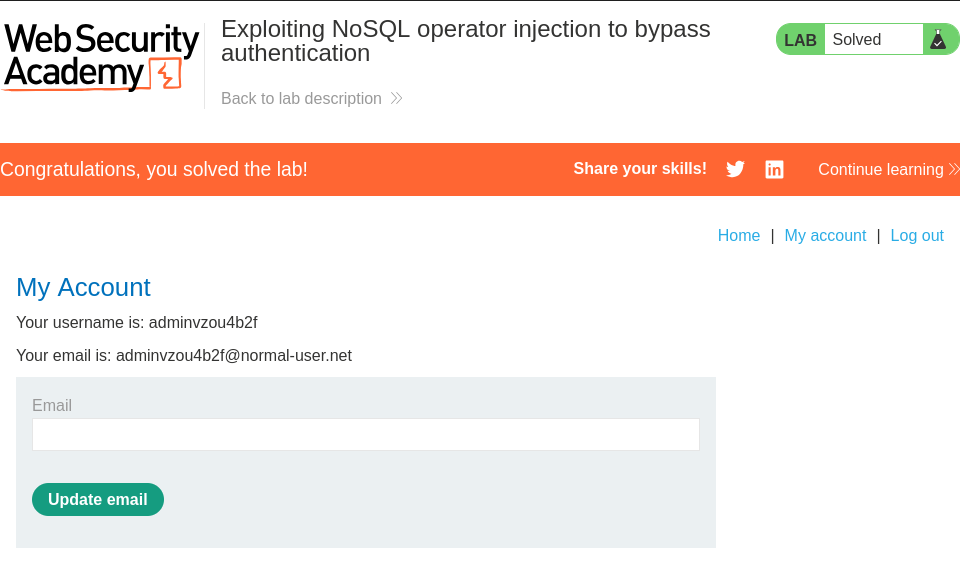 Web Security
Academy
Exploiting NoSQL operator injection to bypass
authentication
LAB Solved
Back to lab description
Congratulations, you solved the lab!
Share your skills!
in
Continue learning
Home | My account | Log out
My Account
Your username is: adminvzou4b2f
Your email is: adminvzou4b2f@normal-user.net
Email
Update email